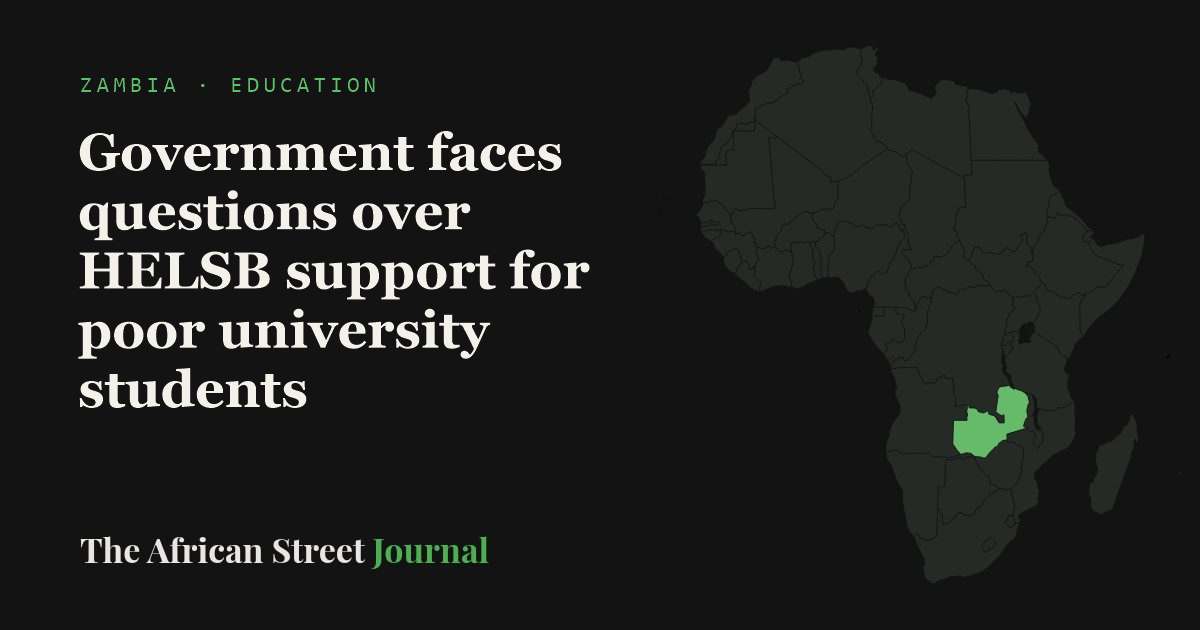 ZAMBIA · EDUCATION
Government faces
questions over
HELSB support for
poor university
students
The African Street Journal